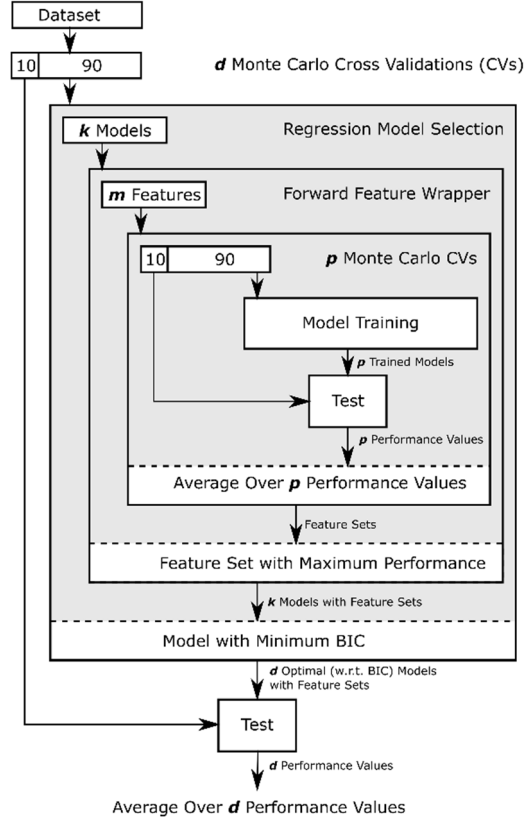 Dataset
10 90
d Monte Carlo Cross Validations (CVs)
Regression Model Selection
k Models
Forward Feature Wrapper
m Features
10 90
p Monte Carlo CVs
Model Training
p Trained Models
Test
p Performance Values
Average Over p Performance Values
Feature Sets
Feature Set with Maximum Performance
k Models with Feature Sets
Model with Minimum BIC
d Optimal (w.r.t. BIC) Models
with Feature Sets
Test
d Performance Values
Average Over d Performance Values